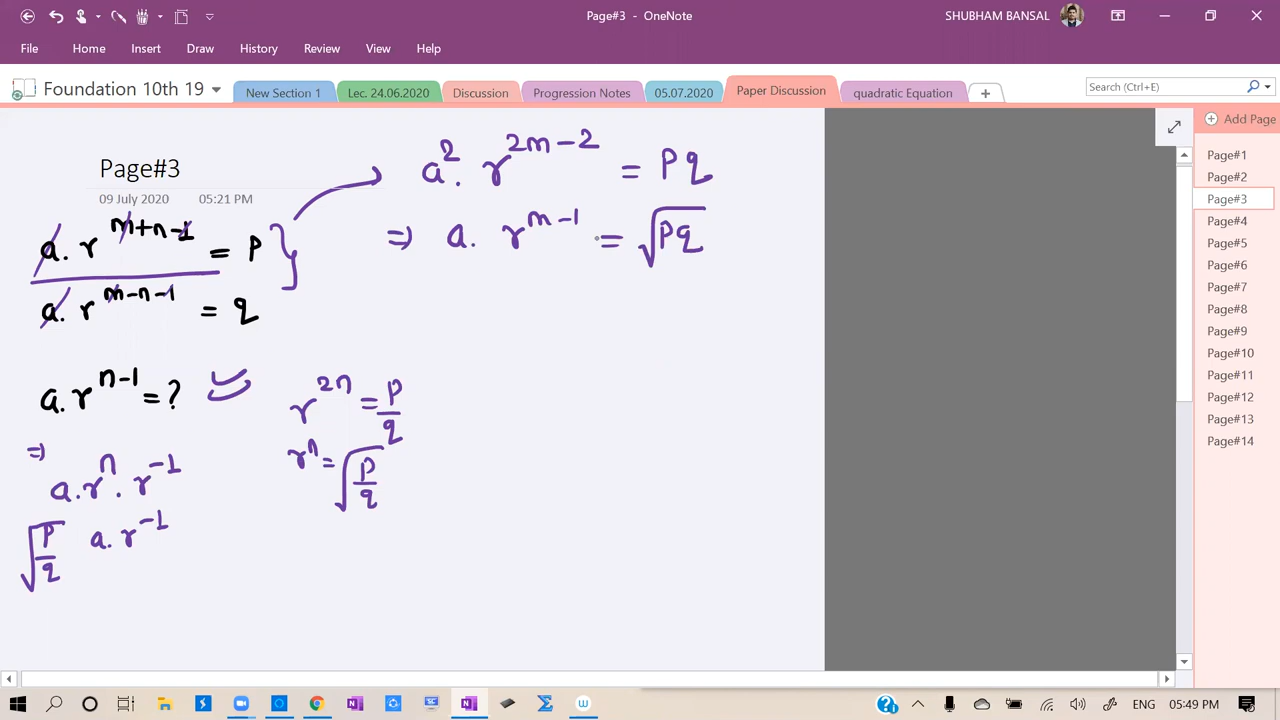 Page#3 - OneNote
SHUBHAM BANSAL
File Home Insert Draw History Review View Help
Foundation 10th 19
New Section 1 Lec. 24.06.2020 Discussion Progression Notes 05.07.2020 Paper Discussion quadratic Equation
Search (Ctrl+E)
Add Page
Page#1
Page#2
Page#3
Page#4
Page#5
Page#6
Page#7
Page#8
Page#9
Page#10
Page#11
Page#12
Page#13
Page#14
Page#3
09 July 2020 05:21 PM
a. r^(m+n-1) = p
a. r^(m-n-1) = q
a. r^(n-1) = ?
⇒
a. r^n . r^-1
√(p/q) a. r^-1
r^(2n) = p/q
r^n = √(p/q)
a^2 . r^(2m-2) = pq
⇒ a. r^(m-1) = √pq
05:49 PM